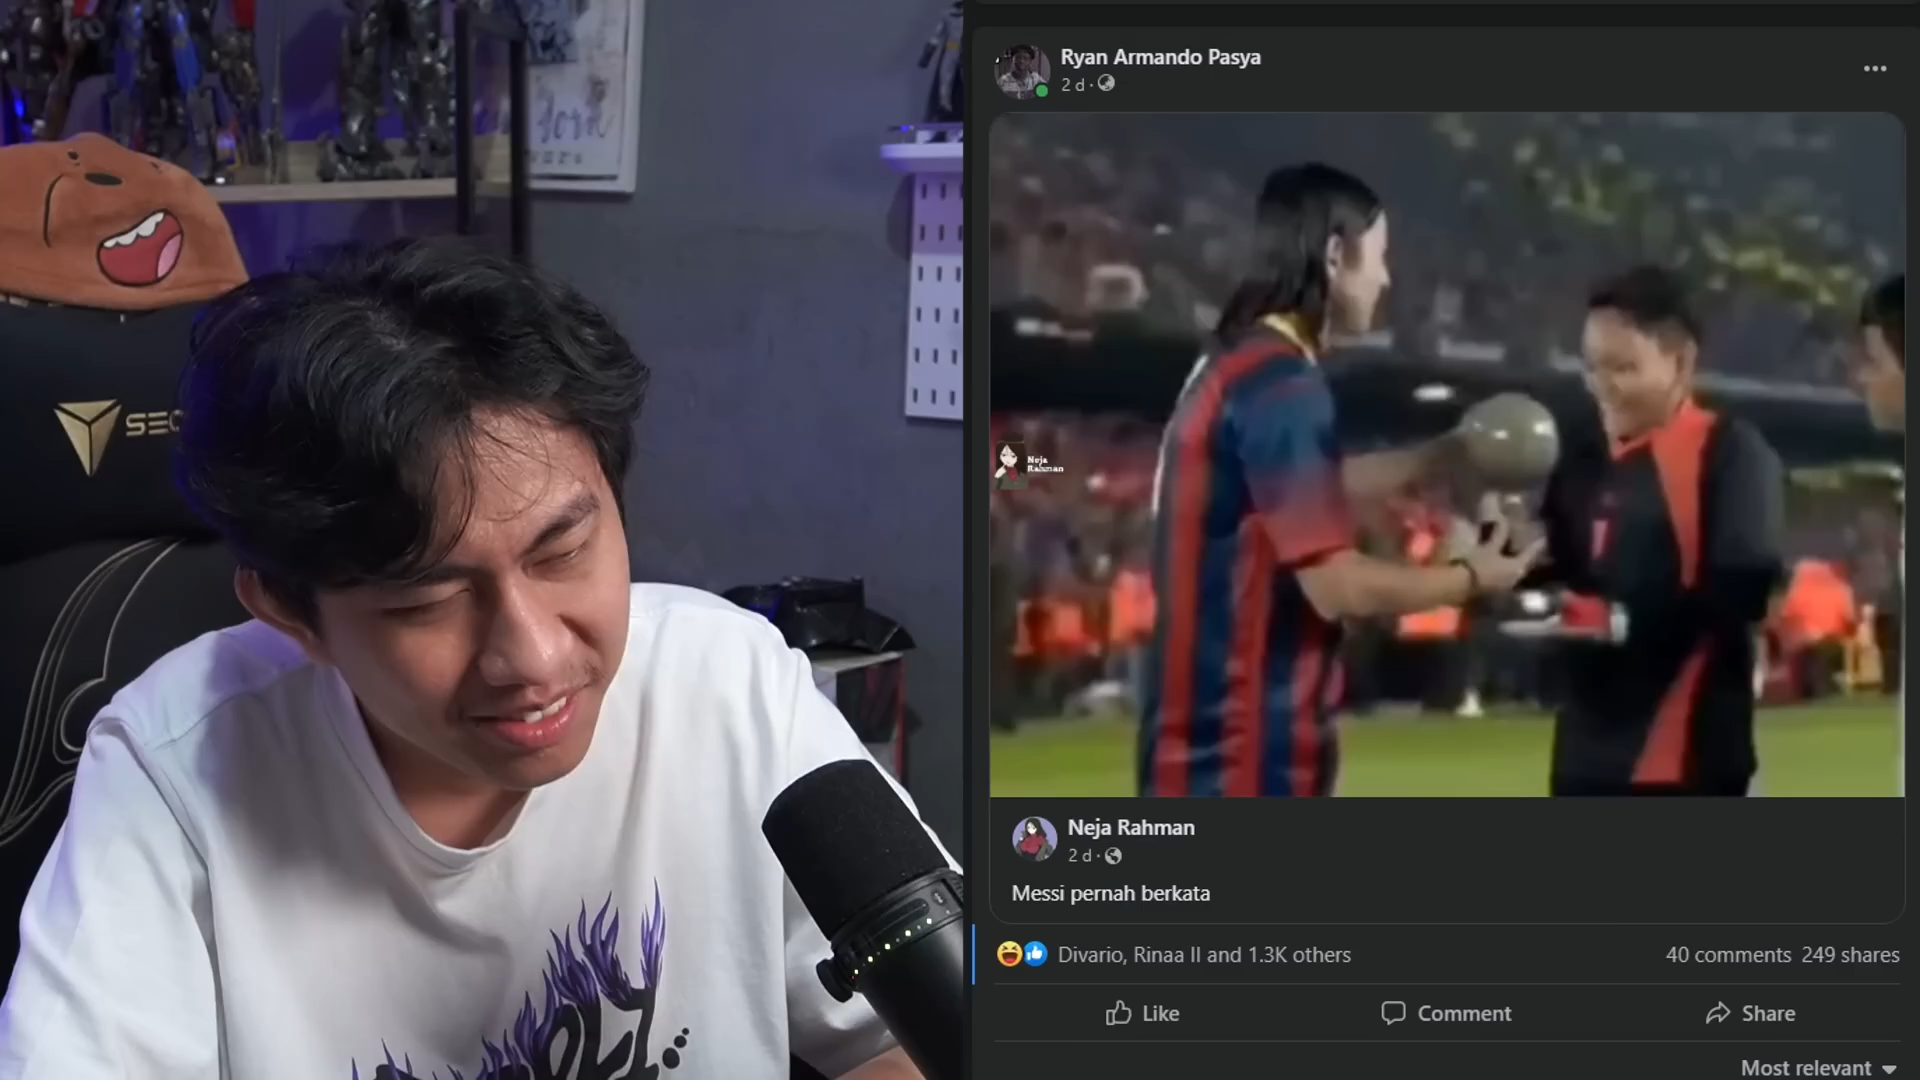 SEC
Ryan Armando Pasya
2 d ·
Neja
Rahman
Neja Rahman
2 d ·
Messi pernah berkata
Divario, Rinaa II and 1.3K others
40 comments 249 shares
Like
Comment
Share
Most relevant